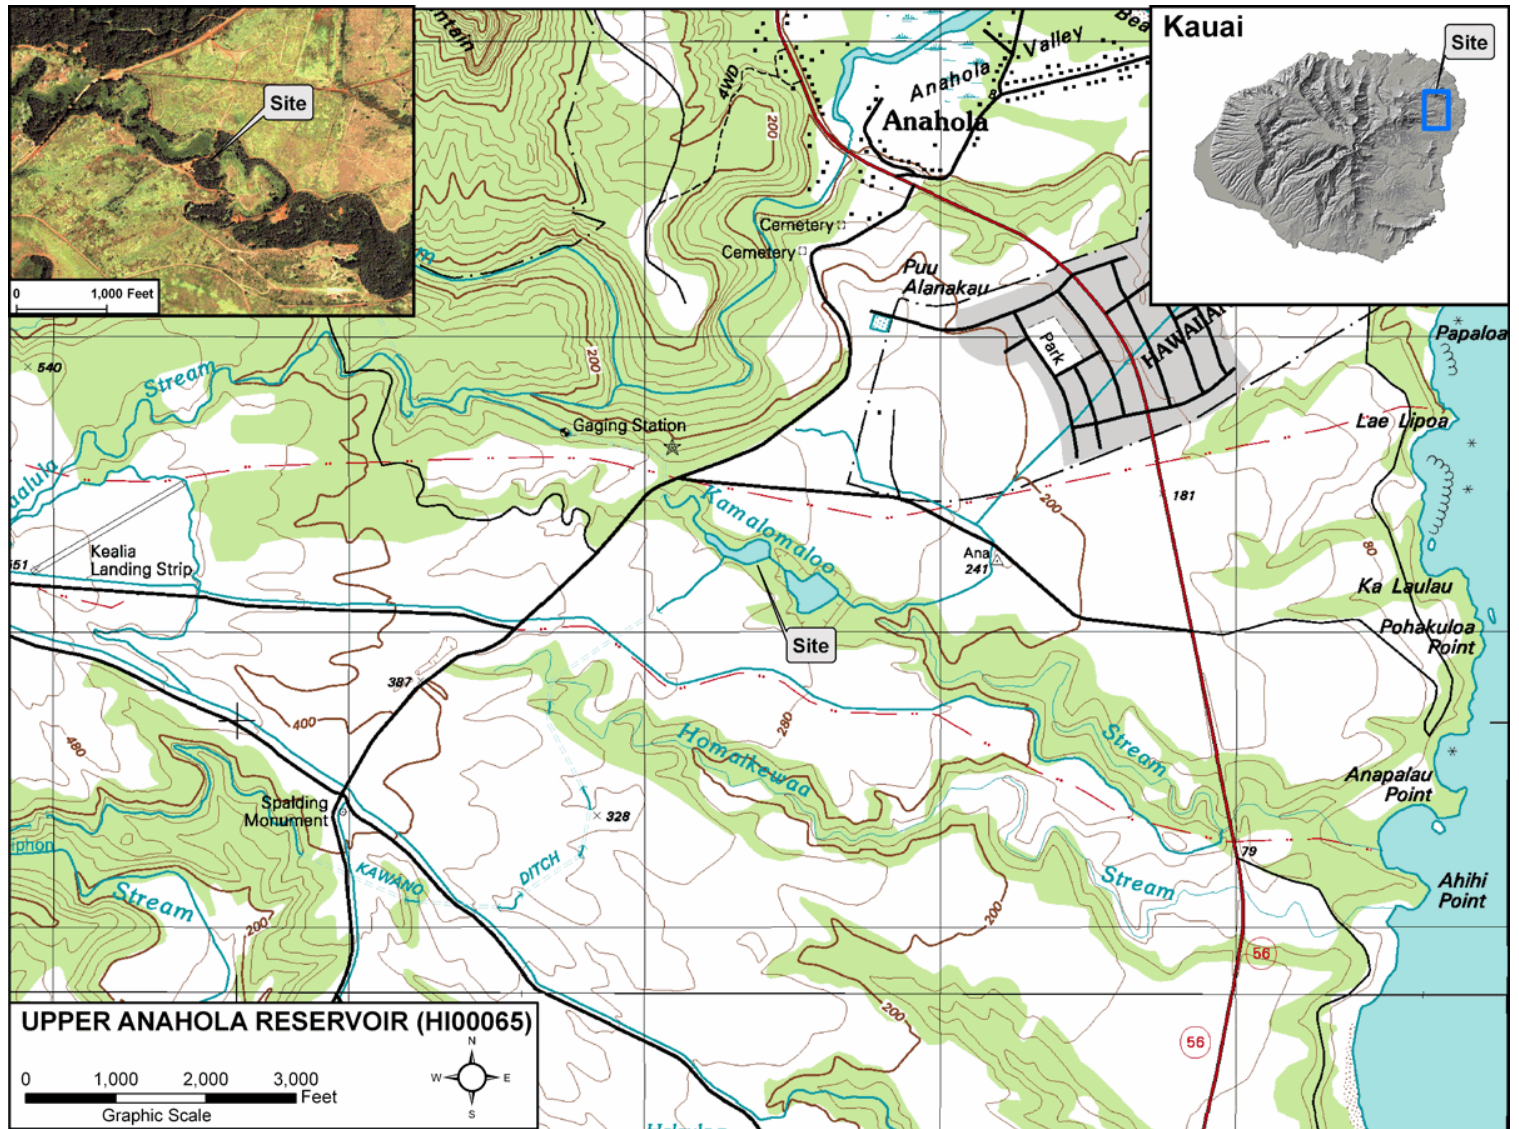 Site
0
1,000 Feet
Kauai
Site
4WD
200
Anahola
Valley
Anahola
Cemetery
Cemetery
Puu
Alanakau
Park
Papaloa
540
Stream
200
Gaging Station
Lae Lipoa
Kamalomaloo
200
181
Kealia
Landing Strip
Ana
241
80
Ka Laulau
Pohakuloa
Point
Site
387
400
280
480
Homaikewaa
Stream
Anapalau
Point
Spalding
Monument
328
79
KAWANO
DITCH
Stream
Ahihi
Point
Stream
200
200
56
200
56
UPPER ANAHOLA RESERVOIR (HI00065)
N
W
E
S
0
1,000
2,000
3,000
Feet
Graphic Scale